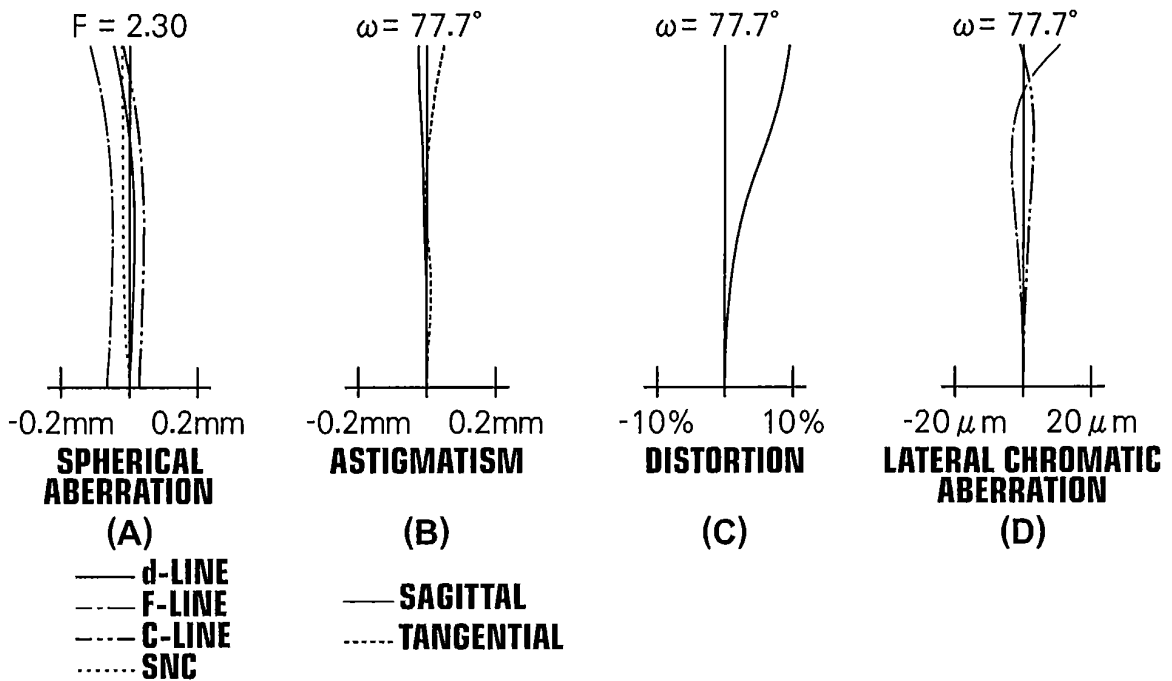 F = 2.30
ω= 77.7°
ω= 77.7°
ω= 77.7°
-0.2mm 0.2mm
-0.2mm 0.2mm
-10% 10%
-20 μm 20 μm
SPHERICAL
ABERRATION
ASTIGMATISM
DISTORTION
LATERAL CHROMATIC
ABERRATION
(A)
(B)
(C)
(D)
d-LINE
F-LINE
C-LINE
SNC
SAGITTAL
TANGENTIAL